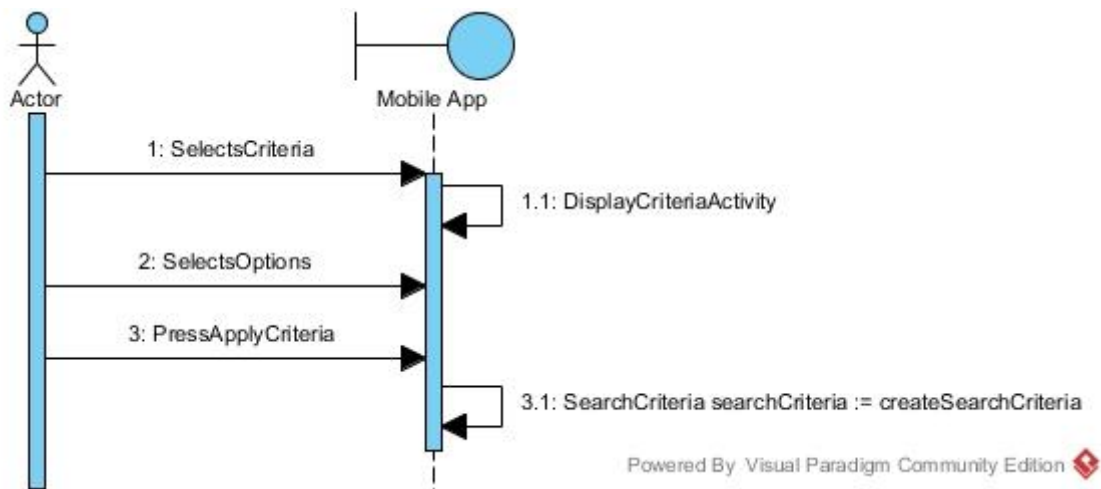 Actor
Mobile App
1: SelectsCriteria
1.1: DisplayCriteriaActivity
2: SelectsOptions
3: PressApplyCriteria
3.1: SearchCriteria searchCriteria := createSearchCriteria
Powered By Visual Paradigm Community Edition